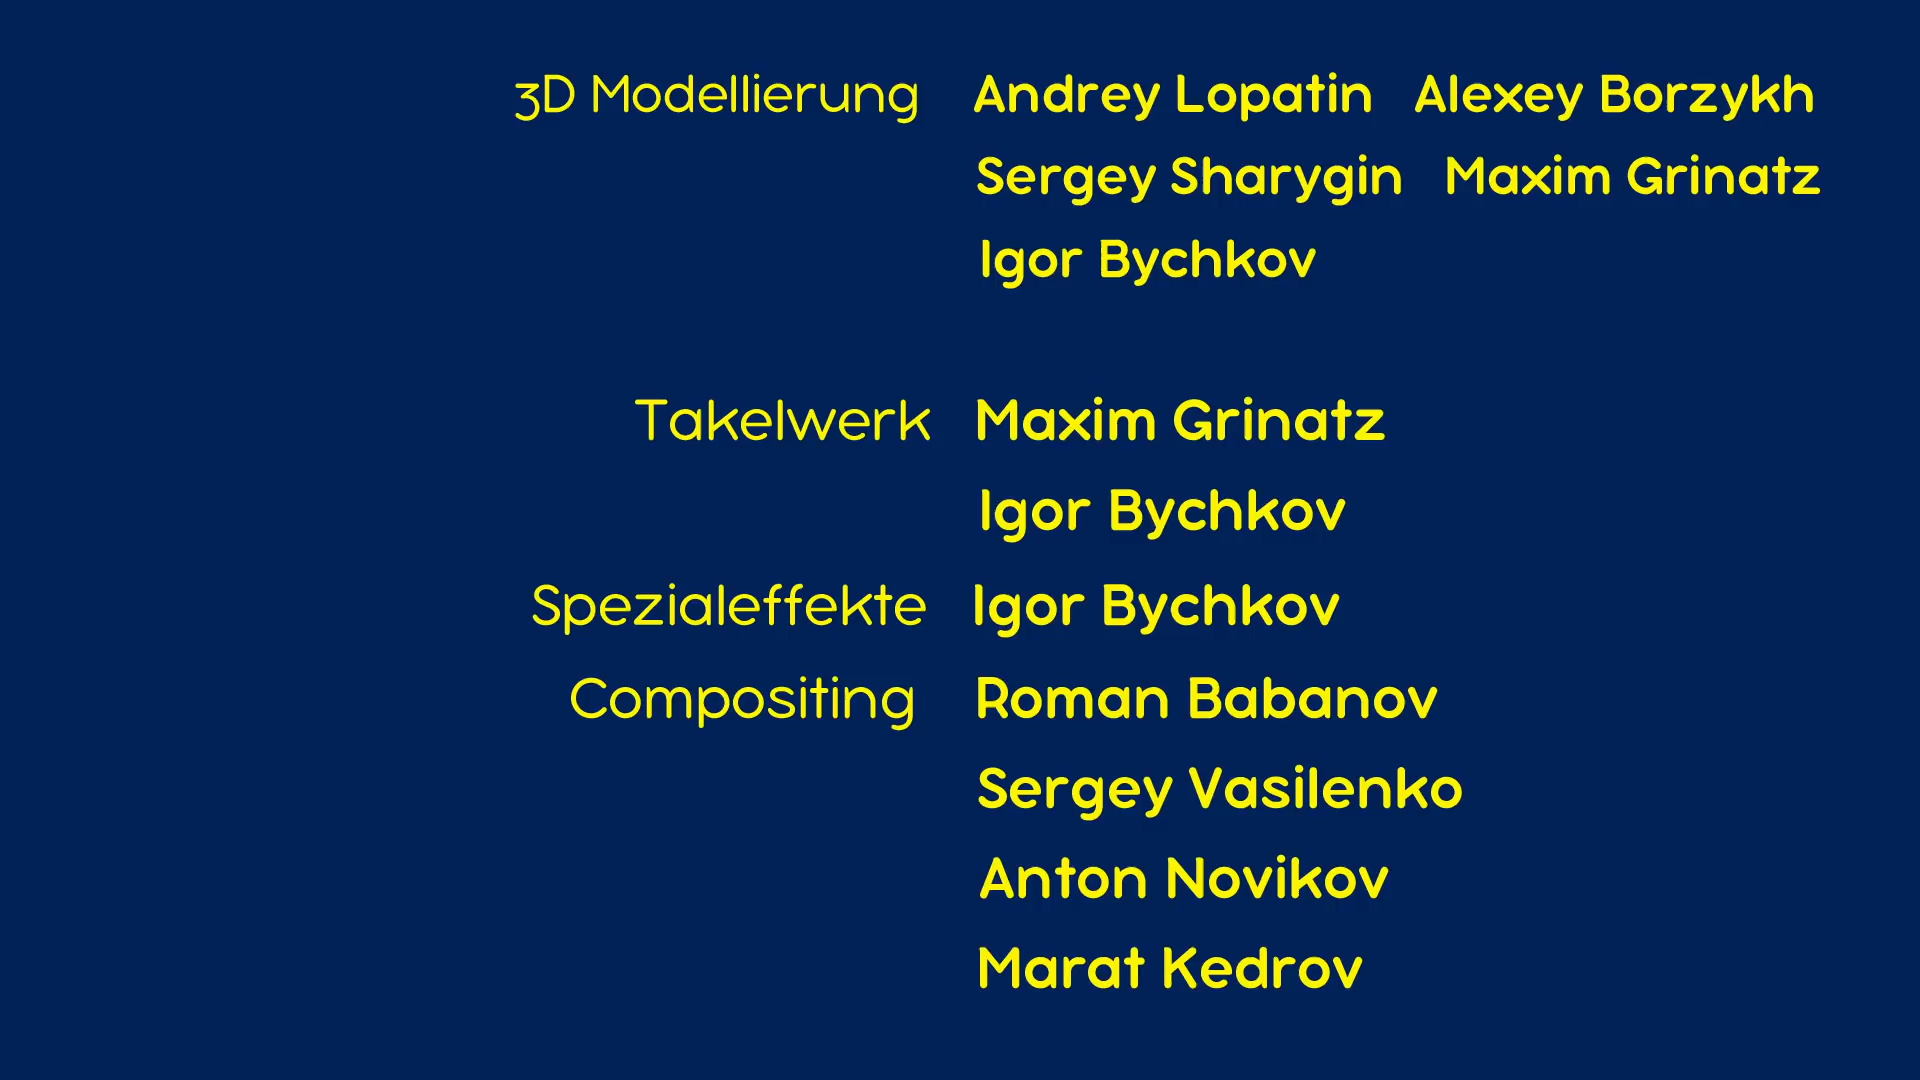 3D Modellierung Andrey Lopatin Alexey Borzykh
Sergey Sharygin Maxim Grinatz
Igor Bychkov
Takelwerk Maxim Grinatz
Igor Bychkov
Spezialeffekte Igor Bychkov
Compositing Roman Babanov
Sergey Vasilenko
Anton Novikov
Marat Kedrov